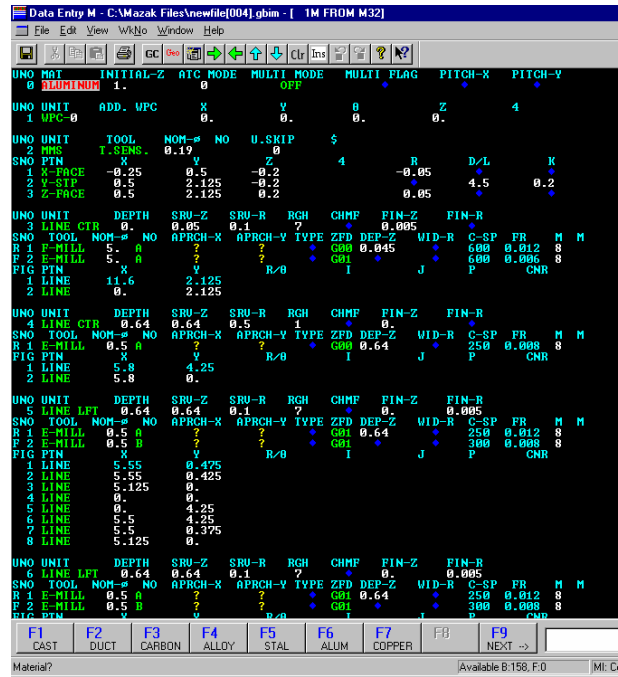 Data Entry M - C:\Mazak Files\newfile[004].gbim - [ 1M FROM M32]
File Edit View WkNo Window Help
GC Geo Clr Ins
UNO MAT INITIAL-Z ATC MODE MULTI MODE MULTI FLAG PITCH-X PITCH-Y
0 ALUMINUM 1. 0 OFF ◆ ◆ ◆
UNO UNIT ADD. WPC X Y θ Z 4
1 WPC-0 0. 0. 0. 0.
UNO UNIT TOOL NOM-ø NO U.SKIP $
2 MMS T.SENS. 0.19 0
SNO PTN X Y Z 4 R D/L K
1 X-FACE -0.25 0.5 -0.2 -0.05 ◆ ◆
2 Y-STP 0.5 2.125 -0.2 ◆ 4.5 0.2
3 Z-FACE 0.5 2.125 0.2 0.05 ◆ ◆
UNO UNIT DEPTH SRV-Z SRV-R RGH CHMF FIN-Z FIN-R
3 LINE CTR 0. 0.05 0.1 7 ◆ 0.005 ◆
SNO TOOL NOM-ø NO APRCH-X APRCH-Y TYPE ZFD DEP-Z WID-R C-SP FR M M
R 1 F-MILL 5. A ? ? ◆ G00 0.045 ◆ 600 0.012 8
F 2 E-MILL 5. A ? ? ◆ G01 ◆ ◆ 600 0.006 8
FIG PTN X Y R/θ I J P CNR
1 LINE 11.6 2.125
2 LINE 0. 2.125
UNO UNIT DEPTH SRV-Z SRV-R RGH CHMF FIN-Z FIN-R
4 LINE CTR 0.64 0.64 0.5 1 ◆ 0. ◆
SNO TOOL NOM-ø NO APRCH-X APRCH-Y TYPE ZFD DEP-Z WID-R C-SP FR M M
R 1 E-MILL 0.5 A ? ? ◆ G00 0.64 ◆ 250 0.008 8
FIG PTN X Y R/θ I J P CNR
1 LINE 5.8 4.25
2 LINE 5.8 0.
UNO UNIT DEPTH SRV-Z SRV-R RGH CHMF FIN-Z FIN-R
5 LINE LFT 0.64 0.64 0.1 7 ◆ 0. 0.005
SNO TOOL NOM-ø NO APRCH-X APRCH-Y TYPE ZFD DEP-Z WID-R C-SP FR M M
R 1 E-MILL 0.5 A ? ? ◆ G01 0.64 ◆ 250 0.012 8
F 2 E-MILL 0.5 B ? ? ◆ G01 ◆ ◆ 300 0.008 8
FIG PTN X Y R/θ I J P CNR
1 LINE 5.55 0.475
2 LINE 5.55 0.425
3 LINE 5.125 0.
4 LINE 0. 0.
5 LINE 0. 4.25
6 LINE 5.5 4.25
7 LINE 5.5 0.375
8 LINE 5.125 0.
UNO UNIT DEPTH SRV-Z SRV-R RGH CHMF FIN-Z FIN-R
6 LINE LFT 0.64 0.64 0.1 7 ◆ 0. 0.005
SNO TOOL NOM-ø NO APRCH-X APRCH-Y TYPE ZFD DEP-Z WID-R C-SP FR M M
R 1 E-MILL 0.5 A ? ? ◆ G01 0.64 ◆ 250 0.012 8
F 2 E-MILL 0.5 B ? ? ◆ G01 ◆ ◆ 300 0.008 8
FIG PTN X Y R/θ I J P CNR
F1 F2 F3 F4 F5 F6 F7 F8 F9
CAST DUCT CARBON ALLOY STAL ALUM COPPER NEXT -->
Material? Available B:158, F:0 MI: